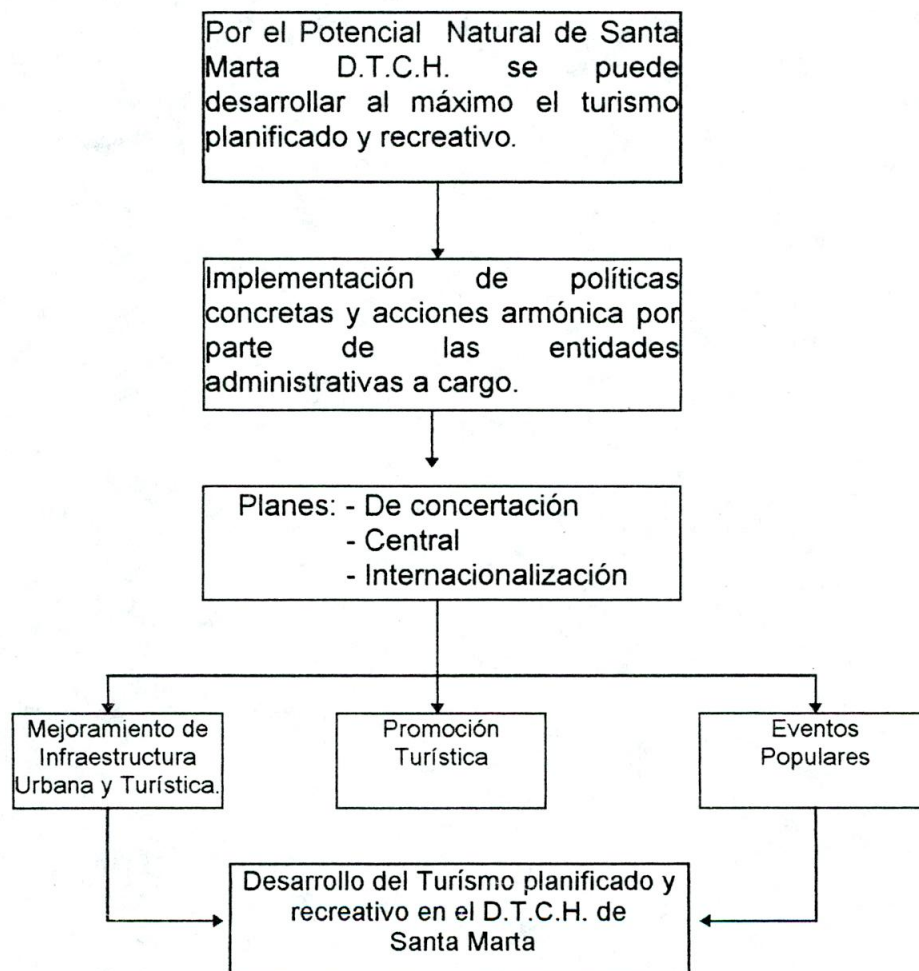 Por el Potencial Natural de Santa
Marta D.T.C.H. se puede
desarrollar al máximo el turismo
planificado y recreativo.
Implementación de políticas
concretas y acciones armónica por
parte de las entidades
administrativas a cargo.
Planes: - De concertación
- Central
- Internacionalización
Mejoramiento de
Infraestructura
Urbana y Turística.
Promoción
Turística
Eventos
Populares
Desarrollo del Turísmo planificado y
recreativo en el D.T.C.H. de
Santa Marta